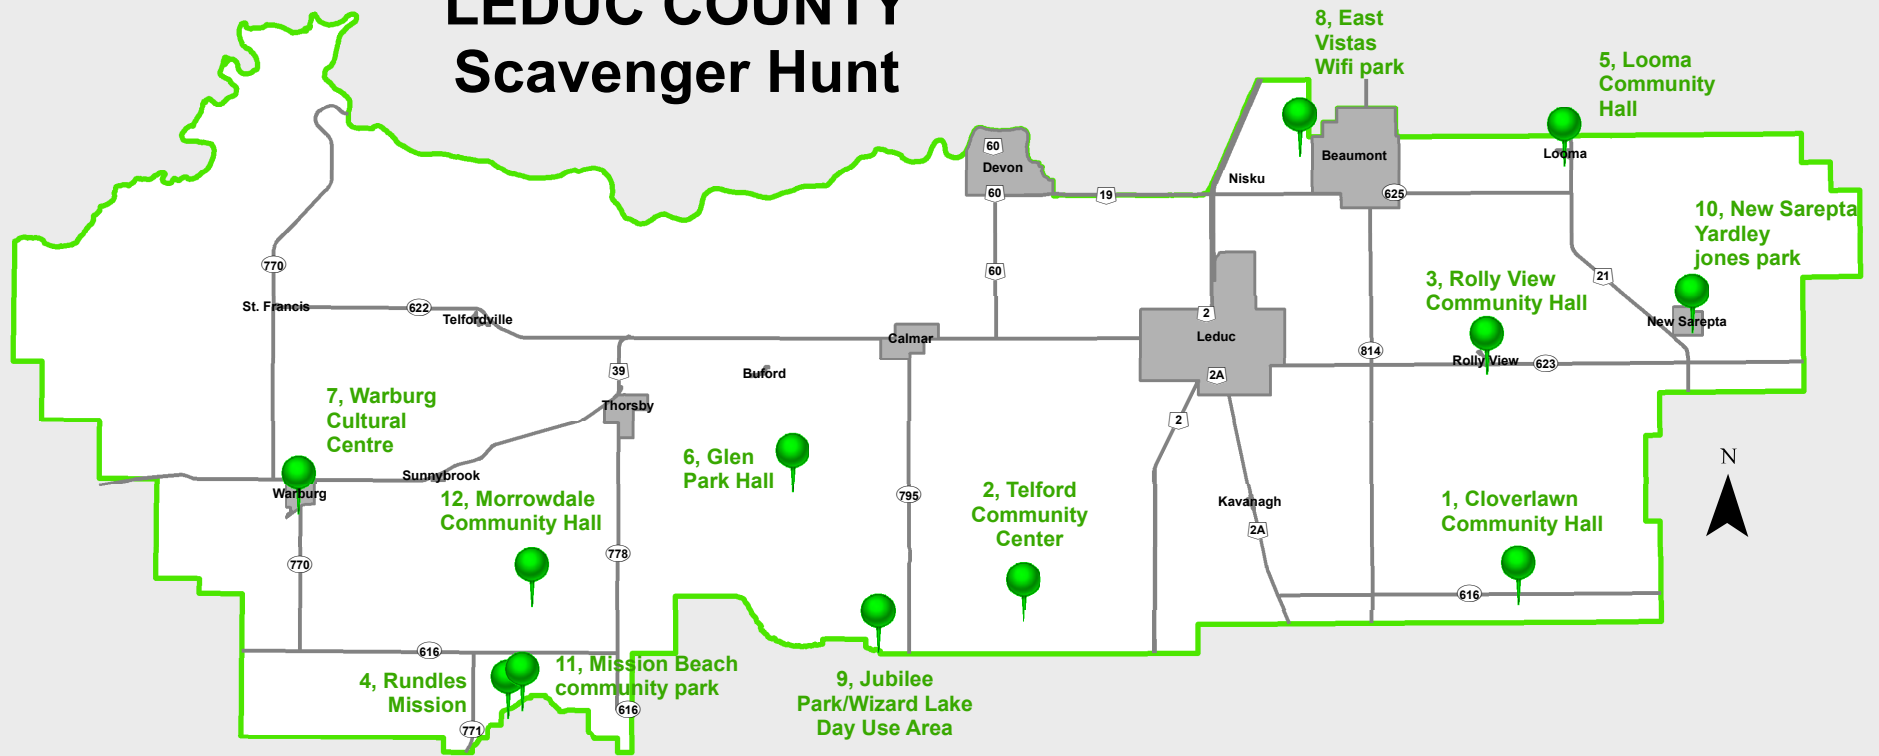 LEDUC COUNTY
Scavenger Hunt
8, East
Vistas
Wifi park
5, Looma
Community
Hall
60
Devon
Beaumont
Looma
Nisku
60
19
625
10, New Sarepta
Yardley
jones park
770
60
21
3, Rolly View
Community Hall
St. Francis
622
Telfordville
2
New Sarepta
Calmar
Leduc
814
Rolly View
623
39
Buford
2A
7, Warburg
Cultural
Centre
Thorsby
2
6, Glen
Park Hall
N
Sunnybrook
Warburg
12, Morrowdale
Community Hall
795
2, Telford
Community
Center
Kavanagh
2A
1, Cloverlawn
Community Hall
770
778
616
616
11, Mission Beach
community park
4, Rundles
Mission
9, Jubilee
Park/Wizard Lake
Day Use Area
616
771